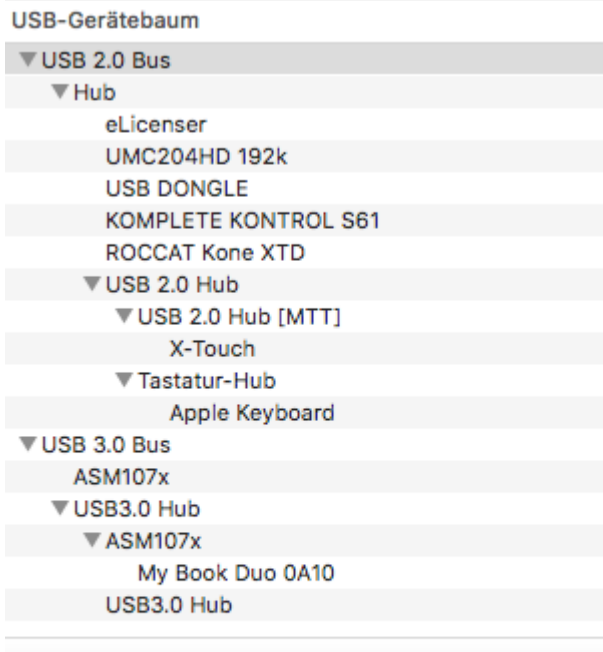 USB-Gerätebaum
USB 2.0 Bus
Hub
eLicenser
UMC204HD 192k
USB DONGLE
KOMPLETE KONTROL S61
ROCCAT Kone XTD
USB 2.0 Hub
USB 2.0 Hub [MTT]
X-Touch
Tastatur-Hub
Apple Keyboard
USB 3.0 Bus
ASM107x
USB3.0 Hub
ASM107x
My Book Duo 0A10
USB3.0 Hub